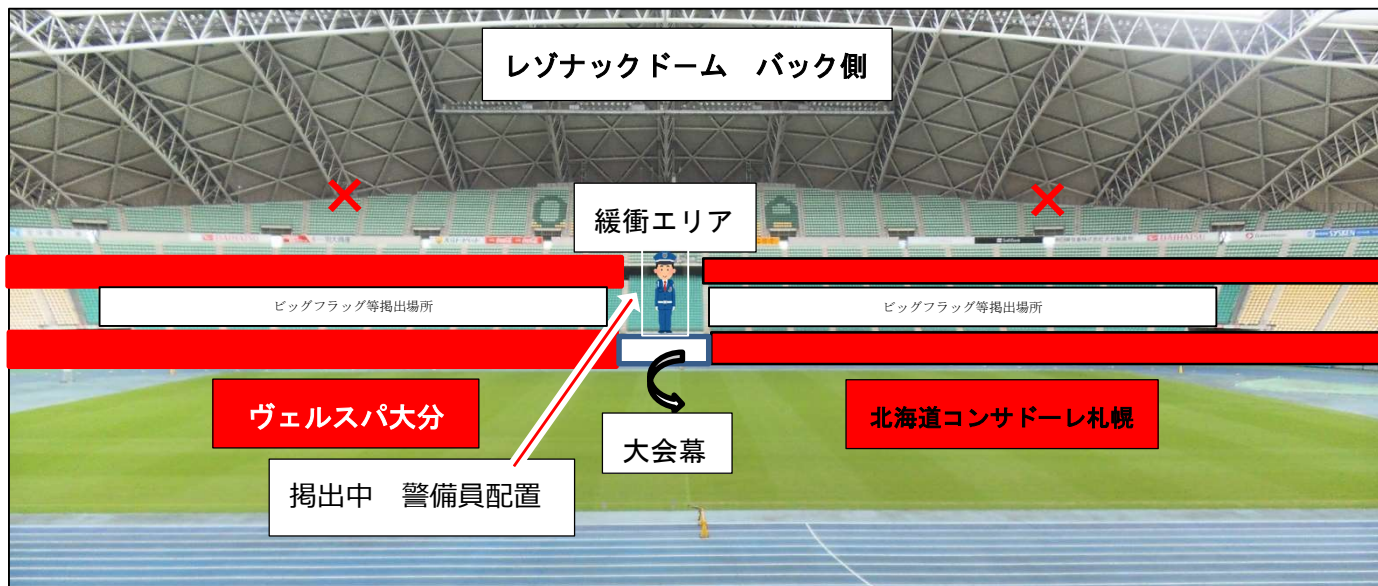 レゾナックドーム　バック側
緩衝エリア
DAIHATSU
ビッグフラッグ等掲出場所
ビッグフラッグ等掲出場所
ヴェルスパ大分
北海道コンサドーレ札幌
大会幕
掲出中　警備員配置